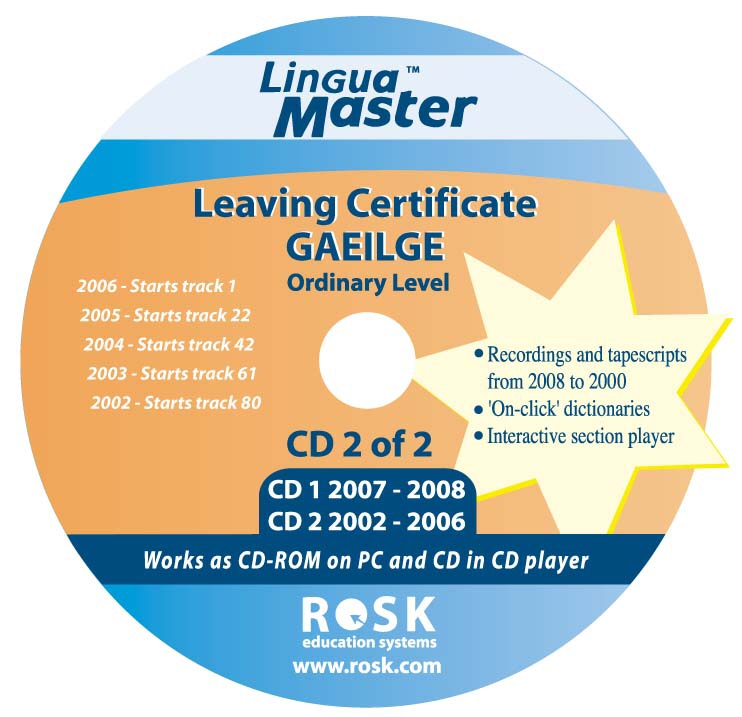 Lingua™
Master
Leaving Certificate
GAEILGE
Ordinary Level
2006 - Starts track 1
2005 - Starts track 22
2004 - Starts track 42
2003 - Starts track 61
2002 - Starts track 80
• Recordings and tapescripts
from 2008 to 2000
• 'On-click' dictionaries
• Interactive section player
CD 2 of 2
CD 1 2007 - 2008
CD 2 2002 - 2006
Works as CD-ROM on PC and CD in CD player
ROSK
education systems
www.rosk.com